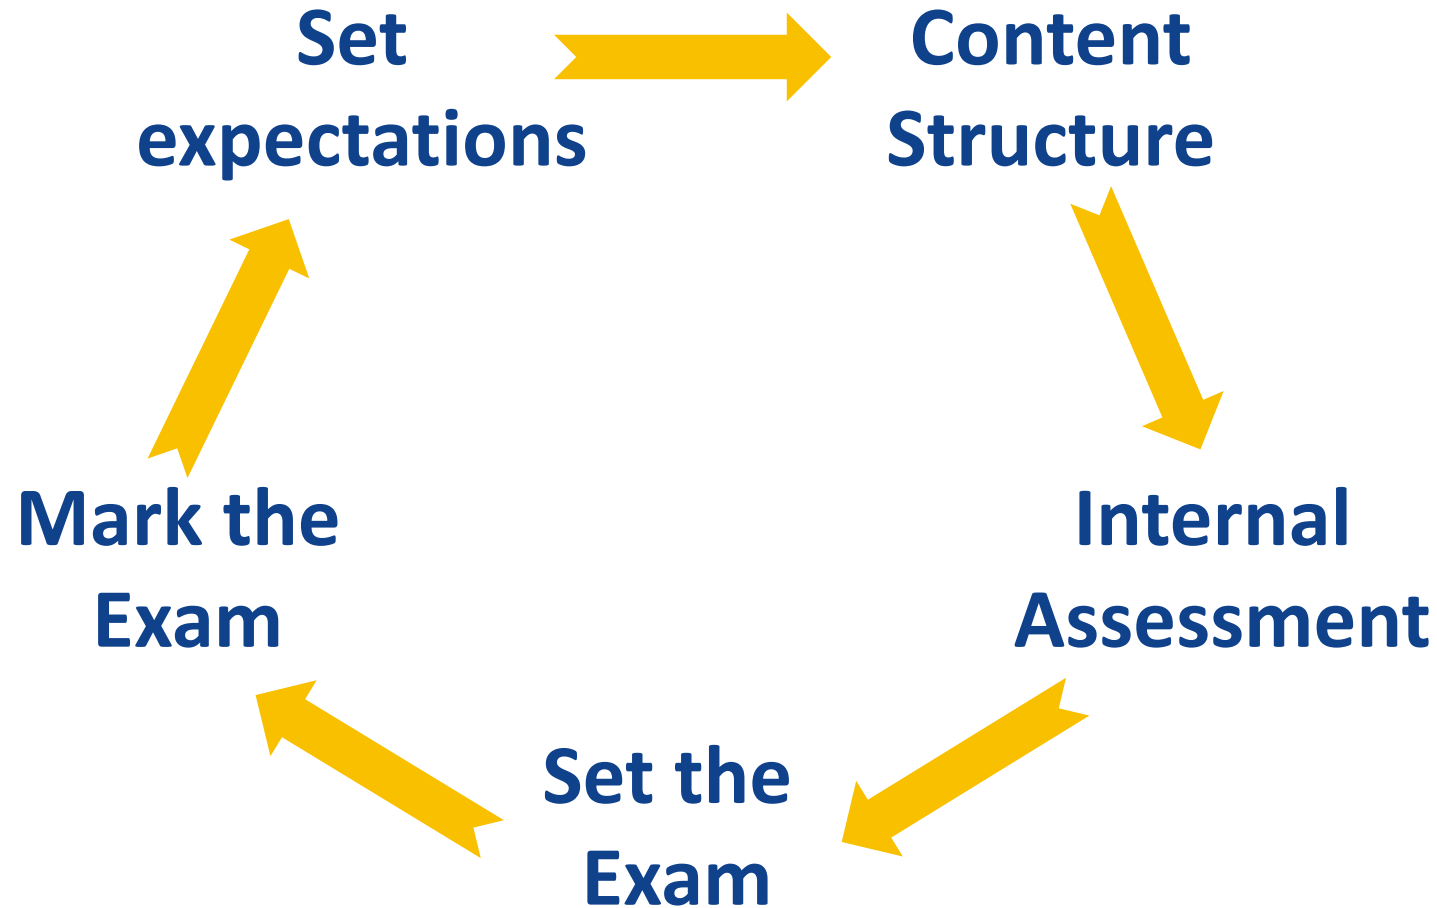 Set
expectations
Content
Structure
Internal
Assessment
Set the
Exam
Mark the
Exam